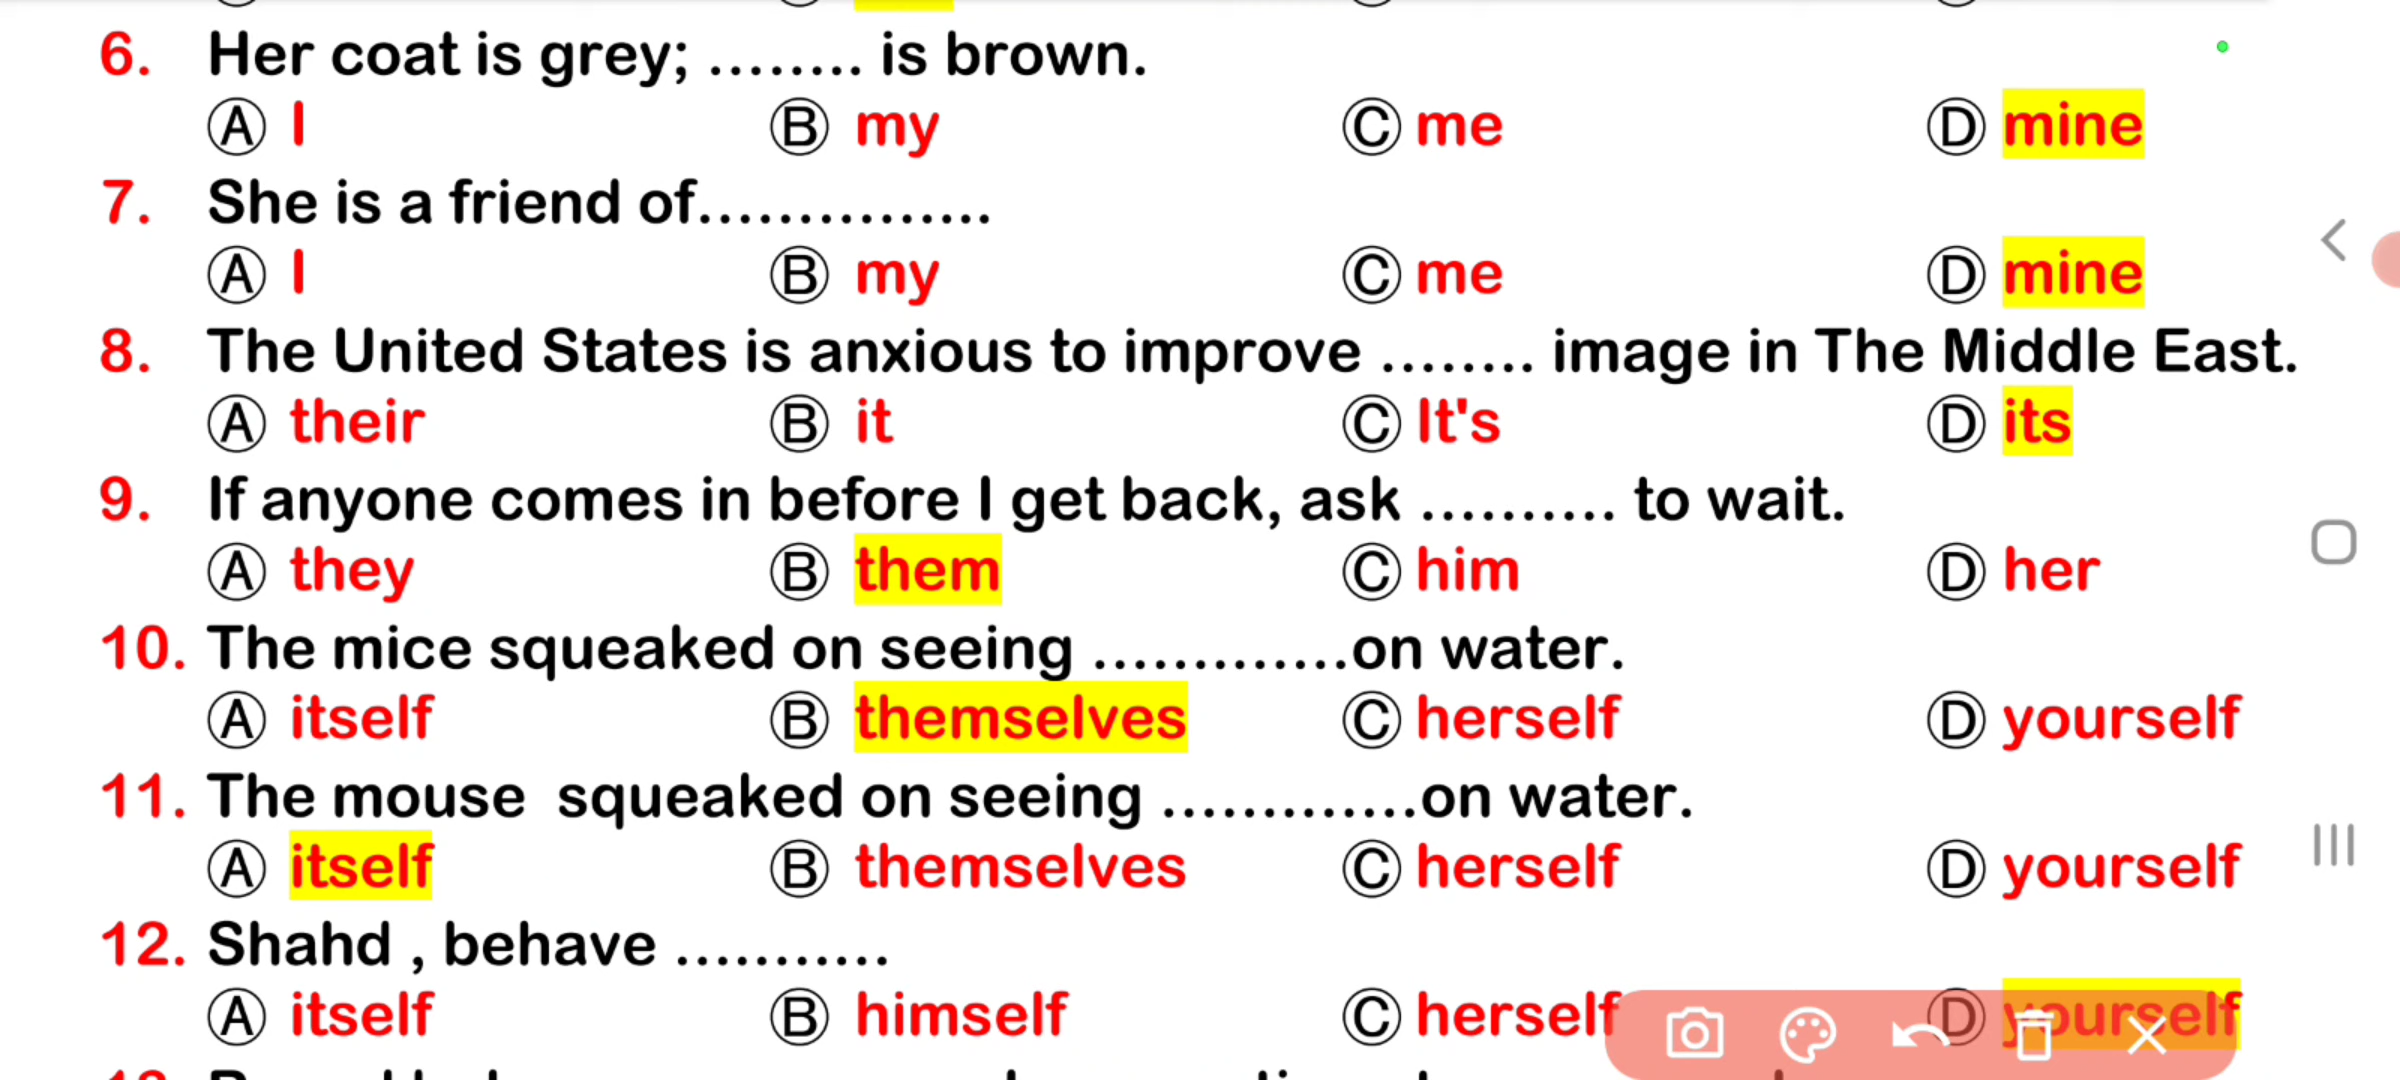 6. Her coat is grey; ........ is brown.
A I B my C me D mine
7. She is a friend of...............
A I B my C me D mine
8. The United States is anxious to improve ........ image in The Middle East.
A their B it C It's D its
9. If anyone comes in before I get back, ask .......... to wait.
A they B them C him D her
10. The mice squeaked on seeing .............on water.
A itself B themselves C herself D yourself
11. The mouse squeaked on seeing .............on water.
A itself B themselves C herself D yourself
12. Shahd , behave ...........
A itself B himself C herself D yourself